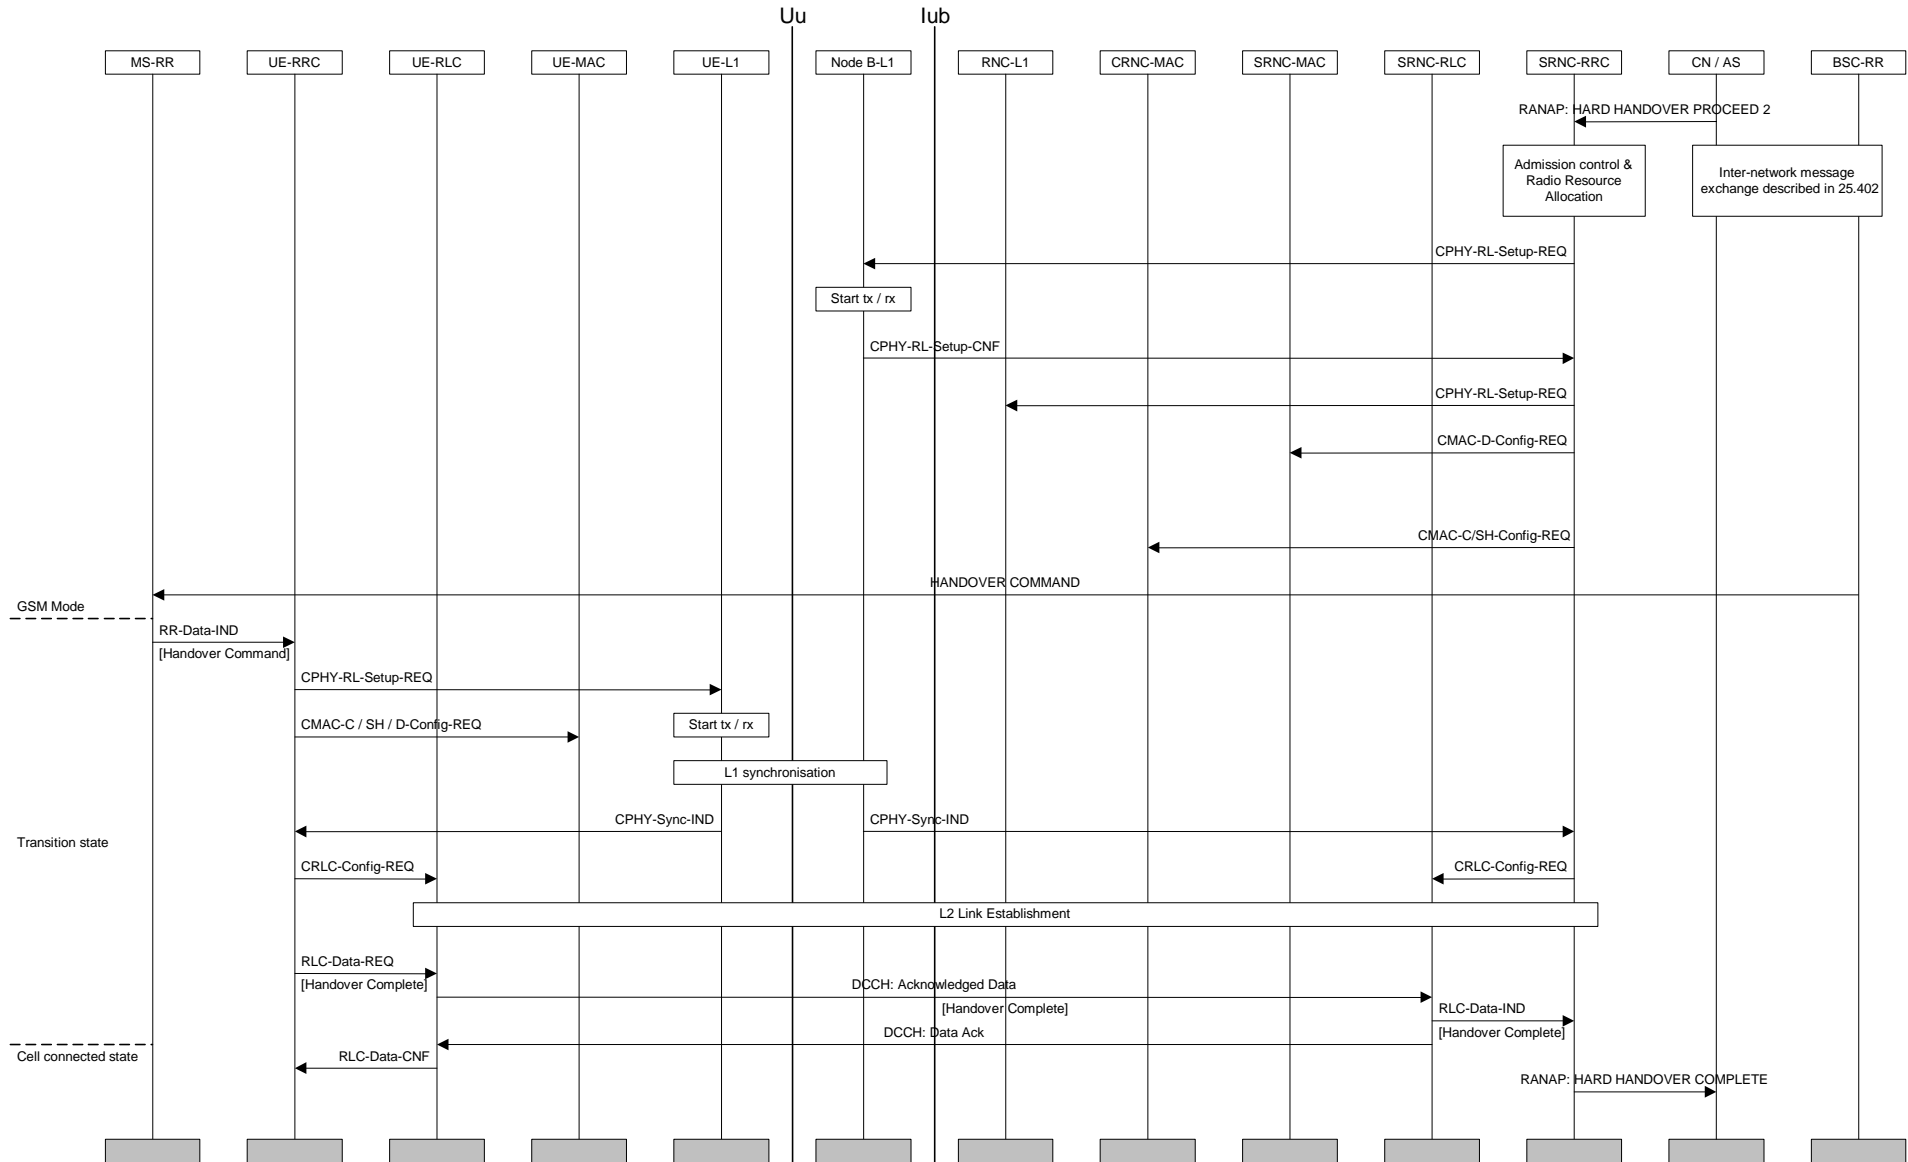 Uu
Iub
MS-RR
UE-RRC
UE-RLC
UE-MAC
UE-L1
Node B-L1
RNC-L1
CRNC-MAC
SRNC-MAC
SRNC-RLC
SRNC-RRC
CN / AS
BSC-RR
RANAP: HARD HANDOVER PROCEED 2
Admission control &
Radio Resource
Allocation
Inter-network message
exchange described in 25.402
CPHY-RL-Setup-REQ
Start tx / rx
CPHY-RL-Setup-CNF
CPHY-RL-Setup-REQ
CMAC-D-Config-REQ
CMAC-C/SH-Config-REQ
HANDOVER COMMAND
GSM Mode
RR-Data-IND
[Handover Command]
CPHY-RL-Setup-REQ
CMAC-C / SH / D-Config-REQ
Start tx / rx
L1 synchronisation
CPHY-Sync-IND
CPHY-Sync-IND
Transition state
CRLC-Config-REQ
CRLC-Config-REQ
L2 Link Establishment
RLC-Data-REQ
[Handover Complete]
DCCH: Acknowledged Data
[Handover Complete]
RLC-Data-IND
[Handover Complete]
DCCH: Data Ack
Cell connected state
RLC-Data-CNF
RANAP: HARD HANDOVER COMPLETE